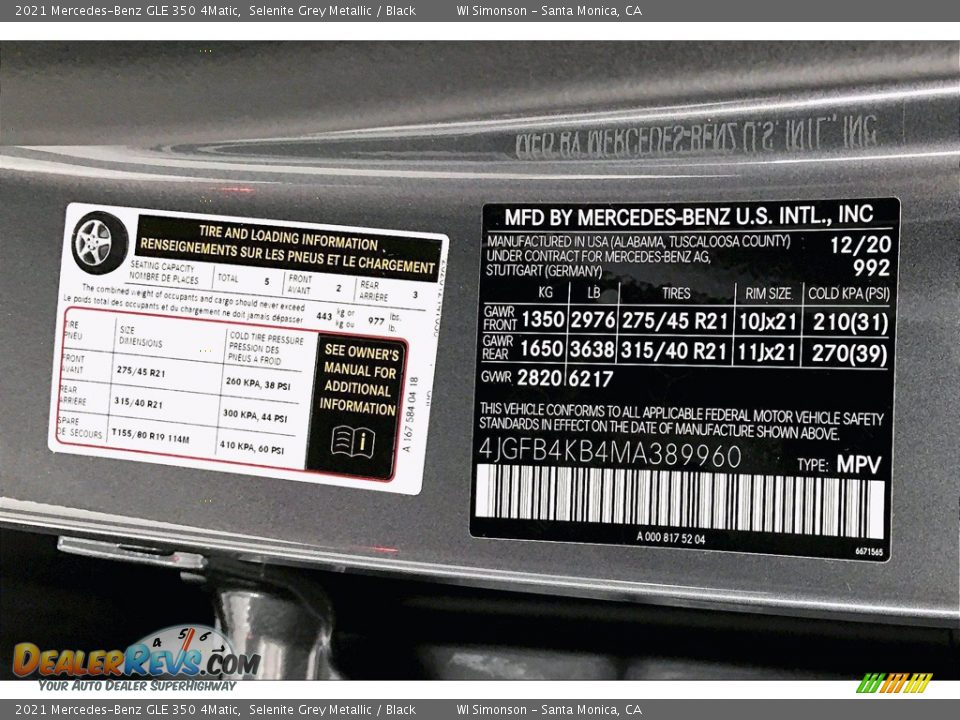 2021 Mercedes-Benz GLE 350 4Matic, Selenite Grey Metallic / Black WI Simonson - Santa Monica, CA
MFD BY MERCEDES-BENZ U.S. INTL., INC
TIRE AND LOADING INFORMATION
RENSEIGNEMENTS SUR LES PNEUS ET LE CHARGEMENT
SEATING CAPACITY
NOMBRE DE PLACES
TOTAL 5
FRONT
AVANT 2
REAR
ARRIÈRE 3
The combined weight of occupants and cargo should never exceed
Le poids total des occupants et du chargement ne doit jamais dépasser
443 kg or
kg ou
977 lbs.
lb.
TIRE
PNEU
SIZE
DIMENSIONS
COLD TIRE PRESSURE
PRESSION DES
PNEUS A FROID
FRONT
AVANT
275/45 R21
260 KPA, 38 PSI
REAR
ARRIERE
315/40 R21
300 KPA, 44 PSI
SPARE
DE SECOURS
T155/80 R19 114M
410 KPA, 60 PSI
SEE OWNER'S
MANUAL FOR
ADDITIONAL
INFORMATION
i
A 167 584 04 18
MFD BY MERCEDES-BENZ U.S. INTL., INC
MANUFACTURED IN USA (ALABAMA, TUSCALOOSA COUNTY)
UNDER CONTRACT FOR MERCEDES-BENZ AG,
STUTTGART (GERMANY)
12/20
992
KG LB TIRES RIM SIZE COLD KPA (PSI)
GAWR
FRONT 1350 2976 275/45 R21 10Jx21 210(31)
GAWR
REAR 1650 3638 315/40 R21 11Jx21 270(39)
GVWR 2820 6217
THIS VEHICLE CONFORMS TO ALL APPLICABLE FEDERAL MOTOR VEHICLE SAFETY
STANDARDS IN EFFECT ON THE DATE OF MANUFACTURE SHOWN ABOVE.
4JGFB4KB4MA389960
TYPE: MPV
A 000 817 52 04
6671565
4 5 6
DEALERREVS.COM
YOUR AUTO DEALER SUPERHIGHWAY
2021 Mercedes-Benz GLE 350 4Matic, Selenite Grey Metallic / Black WI Simonson - Santa Monica, CA